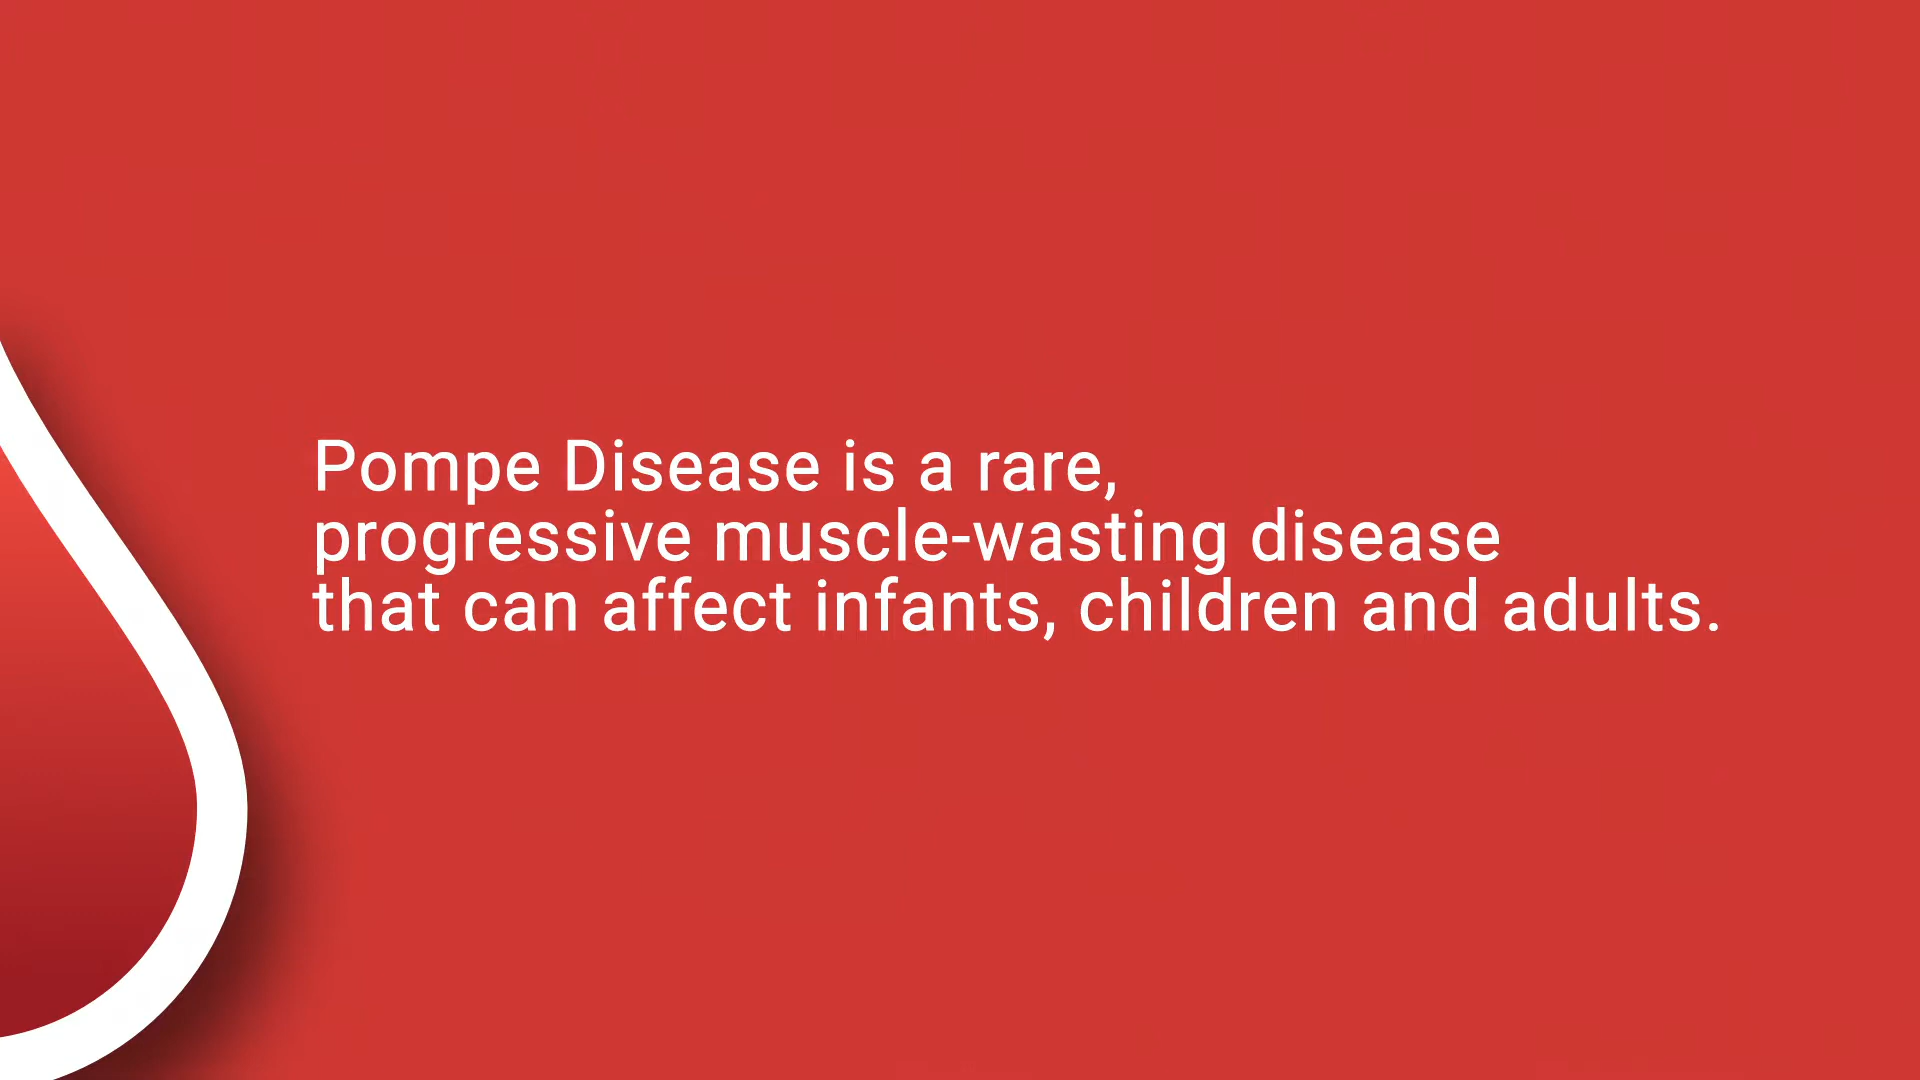 Pompe Disease is a rare,
progressive muscle-wasting disease
that can affect infants, children and adults.